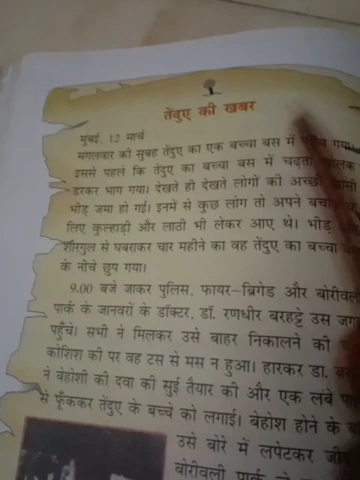 तेंदुए की खबर
मुंबई, 12 मार्च
मंगलवार की सुबह तेंदुए का एक बच्चा बस में गया।
इससे पहले कि तेंदुए का बच्चा बस में चढ़ता
डरकर भाग गया। देखते ही देखते लोगों की अच्छी
भीड़ जमा हो गई। इनमें से कुछ लोग तो अपने
लिए कुल्हाड़ी और लाठी भी लेकर आए थे। भीड़
शोरगुल से घबराकर चार महीने का वह तेंदुए का बच्चा
के नीचे छुप गया।
9.00 बजे जाकर पुलिस, फायर-ब्रिगेड और
पार्क के जानवरों के डॉक्टर, डॉ. रणधीर बरहट्टे उस
पहुँचे। सभी ने मिलकर उसे बाहर निकालने की
कोशिश की पर वह टस से मस न हुआ। हारकर डा.
ने बेहोशी की दवा की सुई तैयार की और एक लंबे
से फूँककर तेंदुए के बच्चे को लगाई। बेहोश होने के
उसे बोरे में लपेटकर
बोरीवली पार्क